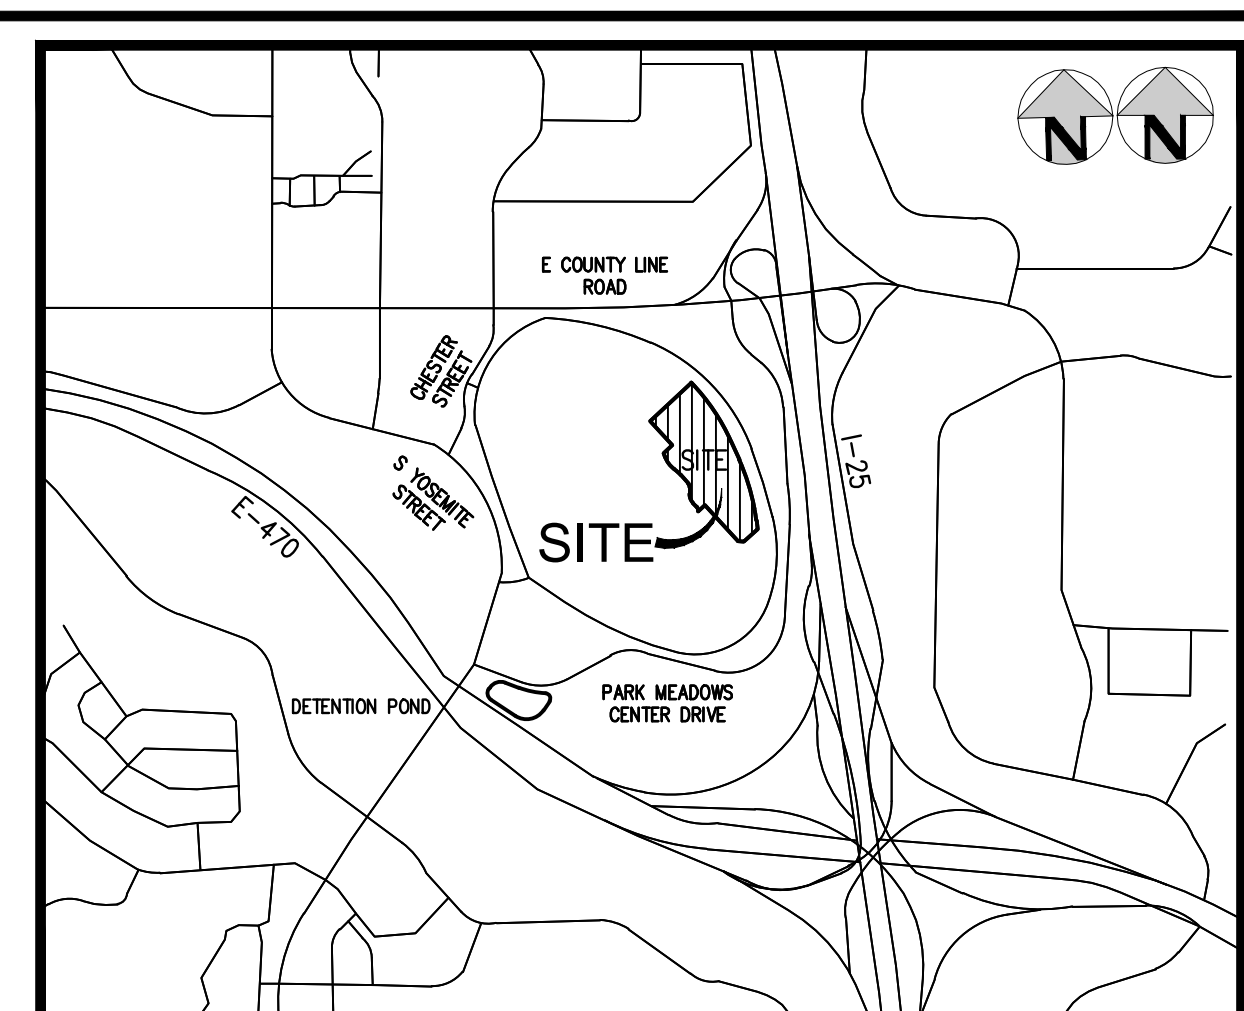 N N
E COUNTY LINE
ROAD
CHESTER
STREET
I-25
SITE
S YOSEMITE
STREET
E-470
SITE
DETENTION POND
PARK MEADOWS
CENTER DRIVE